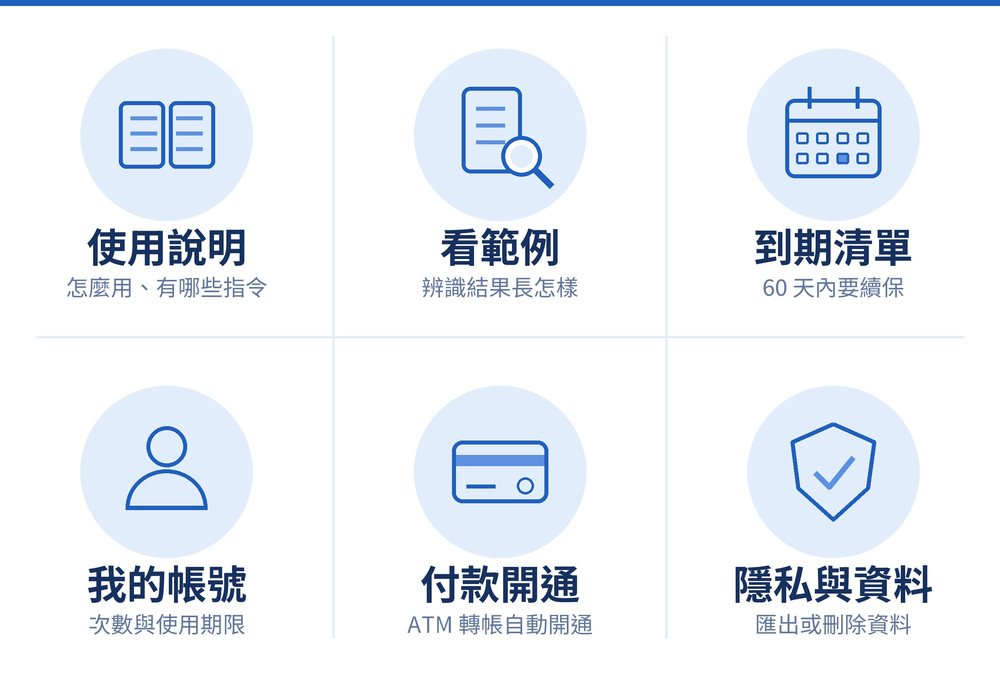 使用說明
怎麼用、有哪些指令
看範例
辨識結果長怎樣
到期清單
60 天內要續保
我的帳號
次數與使用期限
付款開通
ATM 轉帳自動開通
隱私與資料
匯出或刪除資料